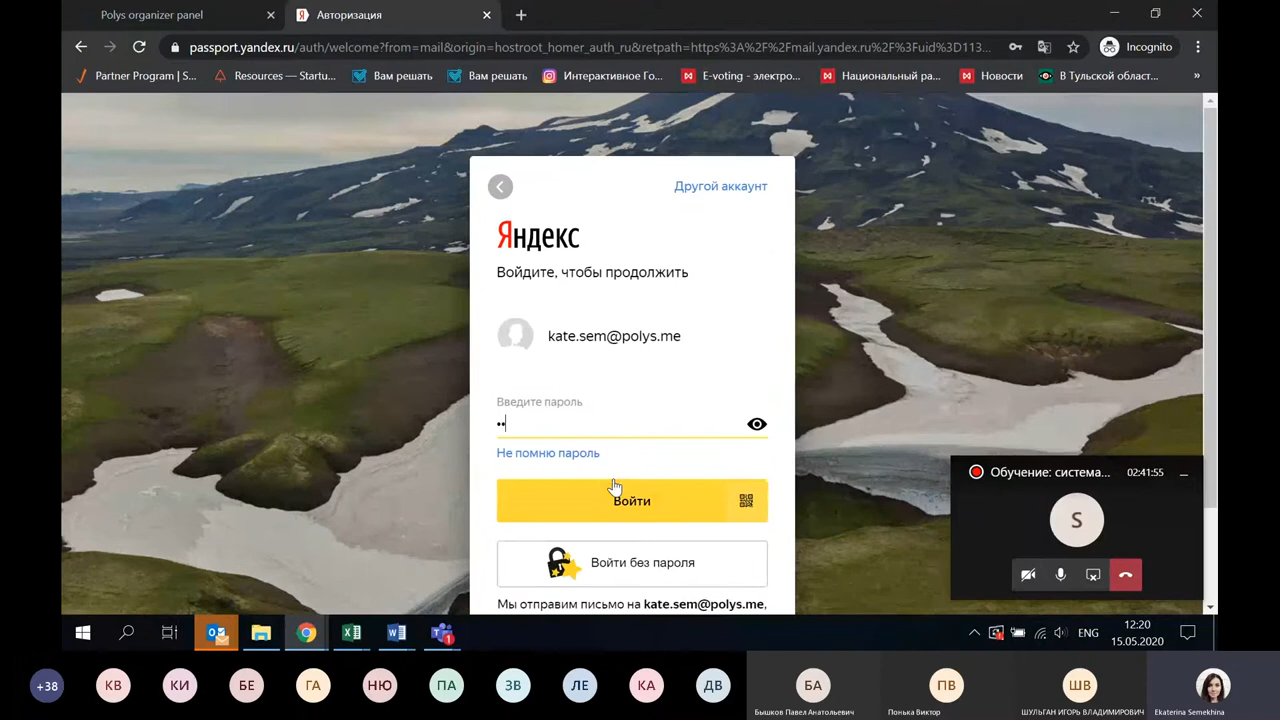 Polys organizer panel
Авторизация
passport.yandex.ru/auth/welcome?from=mail&origin=hostroot_homer_auth_ru&retpath=https%3A%2F%2Fmail.yandex.ru%2F%3Fuid%3D113...
Incognito
Partner Program | S...
Resources — Startu...
Вам решать
Вам решать
Интерактивное Го...
E-voting - электро...
Национальный ра...
Новости
В Тульской област...
»
Другой аккаунт
Яндекс
Войдите, чтобы продолжить
kate.sem@polys.me
Введите пароль
••
Не помню пароль
Войти
Войти без пароля
Мы отправим письмо на kate.sem@polys.me,
Обучение: система...
02:41:55
S
ENG
12:20
15.05.2020
1
+38
КВ
КИ
БЕ
ГА
НЮ
ПА
ЗВ
ЛЕ
КА
ДВ
БА
Бышков Павел Анатольевич
ПВ
Понька Виктор
ШВ
ШУЛЬГАН ИГОРЬ ВЛАДИМИРОВИЧ
Ekaterina Semekhina